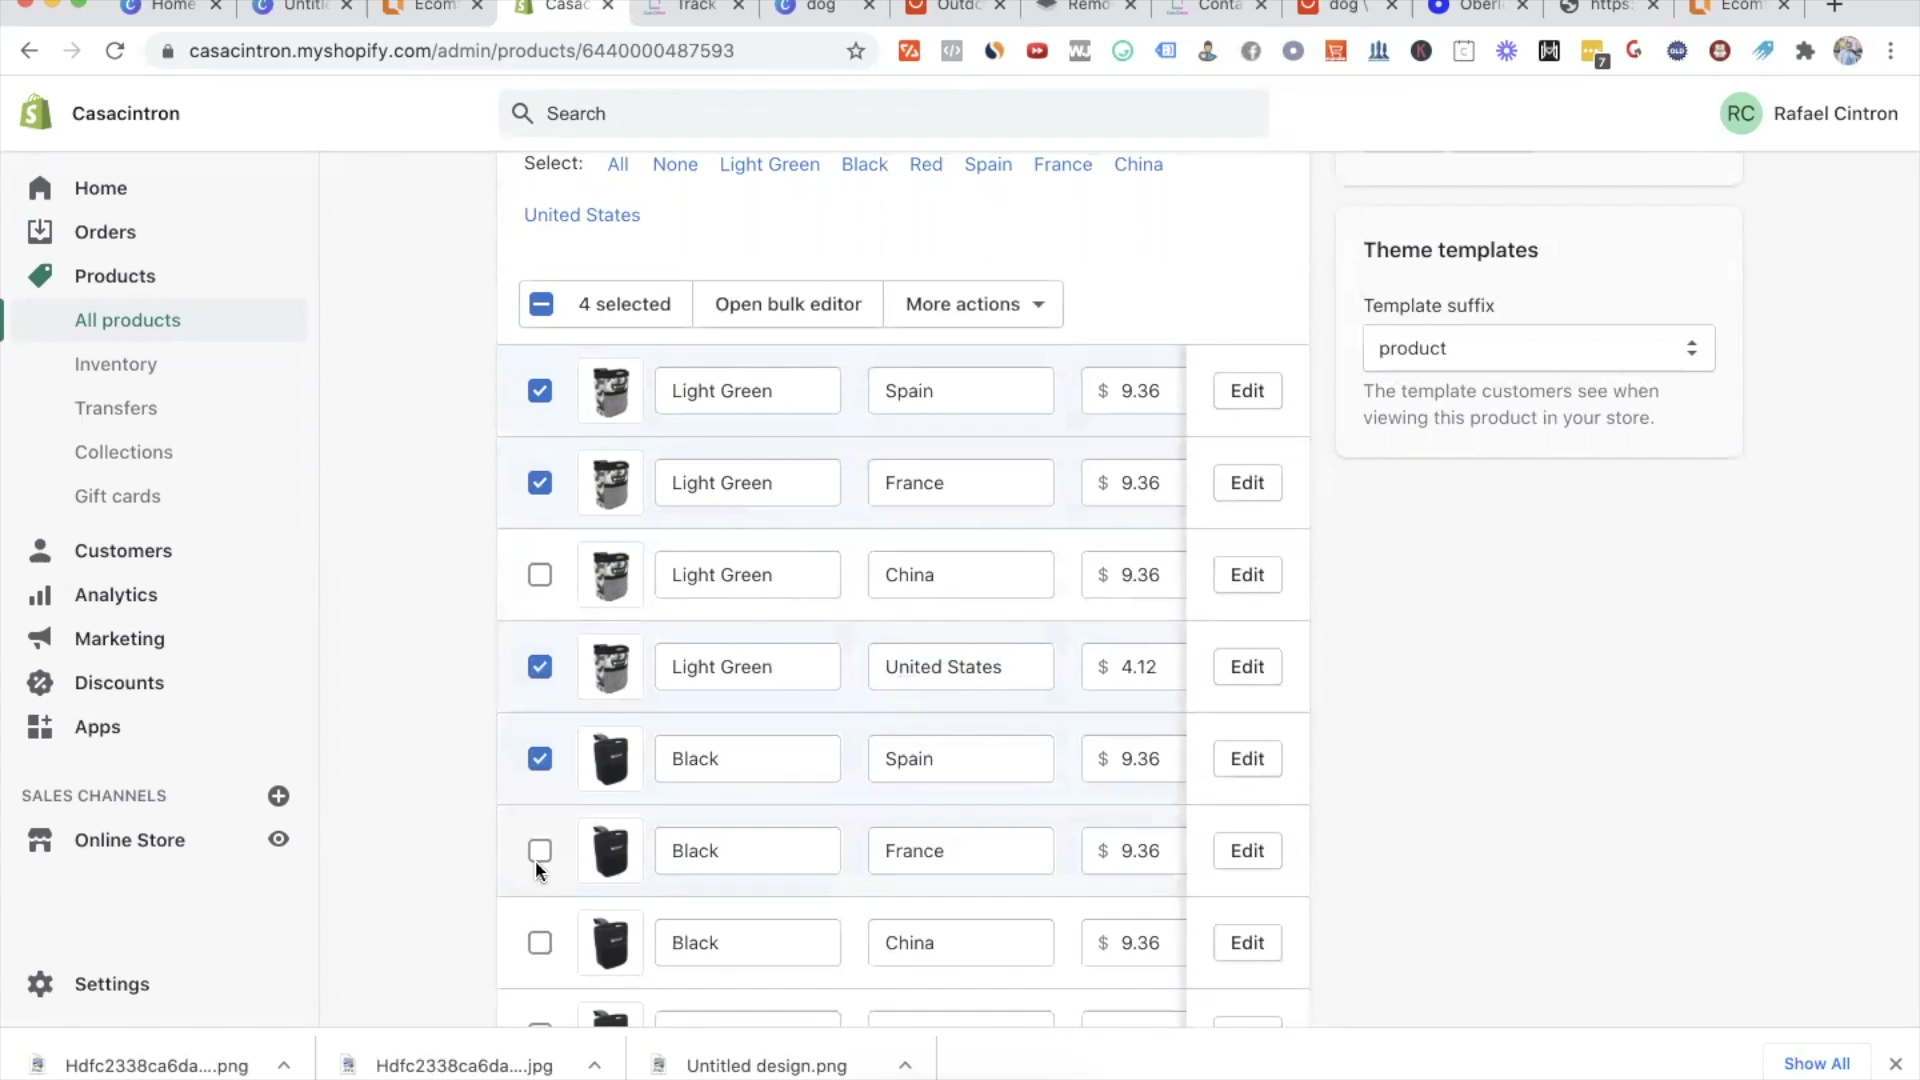 Home
Untitle
Ecom
Casac
Track
dog
Outdo
Remo
Conta
dog \
Oberl
https:
Ecom
casacintron.myshopify.com/admin/products/6440000487593
7
Casacintron
Search
RC Rafael Cintron
Home
Orders
Products
All products
Inventory
Transfers
Collections
Gift cards
Customers
Analytics
Marketing
Discounts
Apps
SALES CHANNELS
Online Store
Settings
Select: All None Light Green Black Red Spain France China
United States
4 selected Open bulk editor More actions
Light Green Spain $ 9.36 Edit
Light Green France $ 9.36 Edit
Light Green China $ 9.36 Edit
Light Green United States $ 4.12 Edit
Black Spain $ 9.36 Edit
Black France $ 9.36 Edit
Black China $ 9.36 Edit
Theme templates
Template suffix
product
The template customers see when
viewing this product in your store.
Hdfc2338ca6da....png
Hdfc2338ca6da....jpg
Untitled design.png
Show All